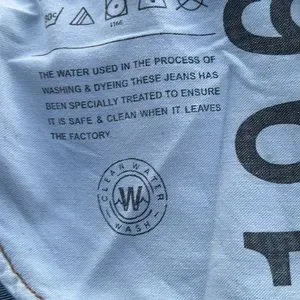 THE WATER USED IN THE PROCESS OF
WASHING & DYEING THESE JEANS HAS
BEEN SPECIALLY TREATED TO ENSURE
IT IS SAFE & CLEAN WHEN IT LEAVES
THE FACTORY.
CLEAN WATER
W
WASH